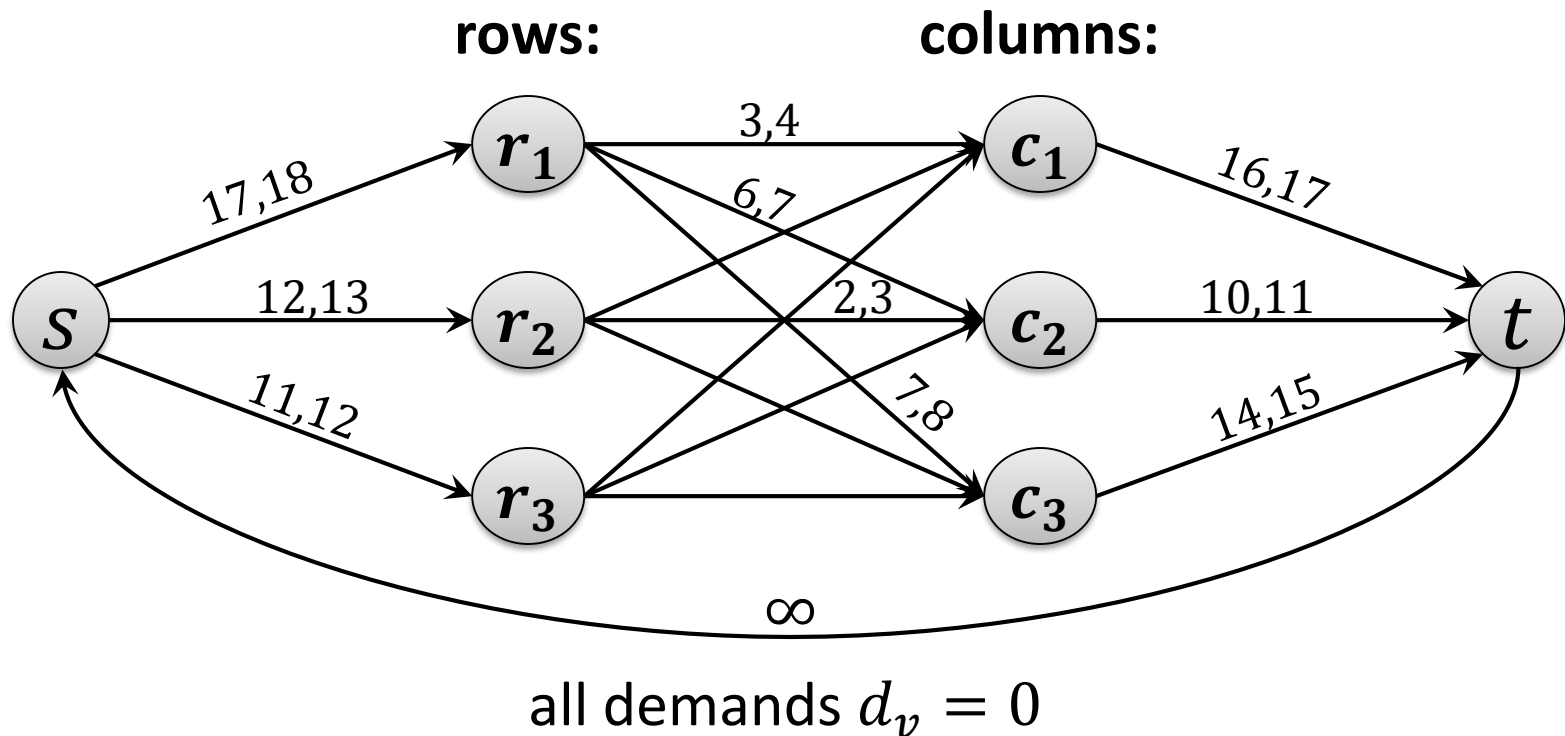 rows: columns:
r₁ 3,4 c₁
17,18 6,7 16,17
s 12,13 r₂ 2,3 c₂ 10,11 t
11,12 7,8 14,15
r₃ c₃
∞
all demands dᵥ = 0